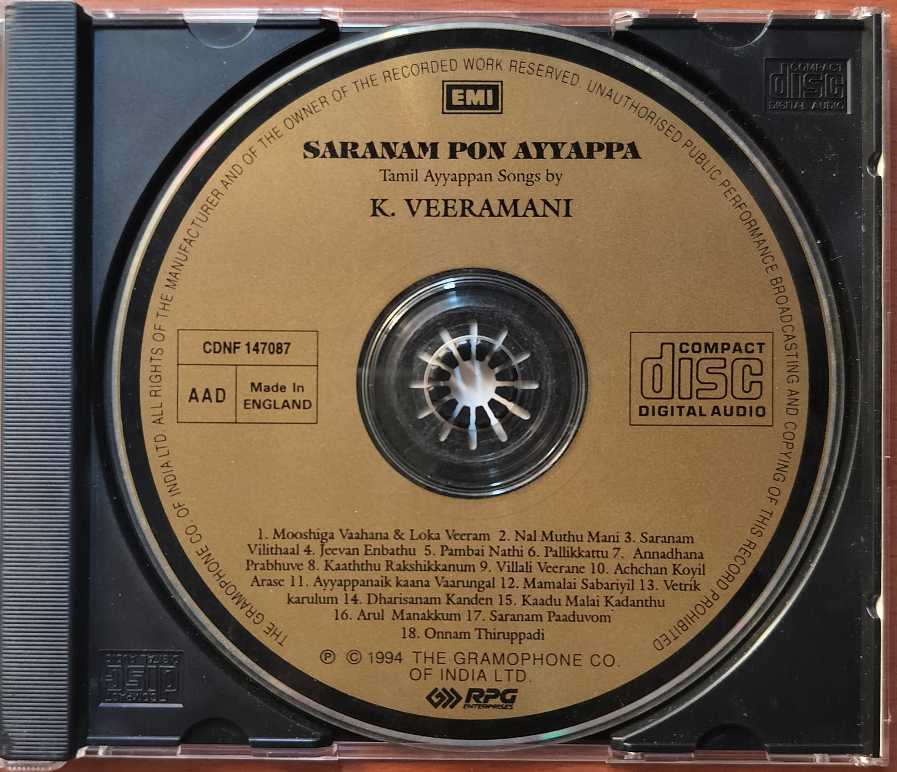 THE GRAMOPHONE CO. OF INDIA LTD. ALL RIGHTS OF THE MANUFACTURER AND OF THE OWNER OF THE RECORDED WORK RESERVED. UNAUTHORISED PUBLIC PERFORMANCE BROADCASTING AND COPYING OF THIS RECORD PROHIBITED
EMI
COMPACT
disc
DIGITAL AUDIO
SARANAM PON AYYAPPA
Tamil Ayyappan Songs by
K. VEERAMANI
CDNF 147087
AAD
Made In
ENGLAND
COMPACT
disc
DIGITAL AUDIO
1. Mooshiga Vaahana & Loka Veeram 2. Nal Muthu Mani 3. Saranam
Vilithaal 4. Jeevan Enbathu 5. Pambai Nathi 6. Pallikkattu 7. Annadhana
Prabhuve 8. Kaaththu Rakshikkanum 9. Villali Veerane 10. Achchan Koyil
Arase 11. Ayyappanaik kaana Vaarungal 12. Mamalai Sabariyil 13. Vetrik
karulum 14. Dharisanam Kanden 15. Kaadu Malai Kadanthu
16. Arul Manakkum 17. Saranam Paaduvom
18. Onnam Thiruppadi
℗ © 1994 THE GRAMOPHONE CO.
OF INDIA LTD.
RPG
ENTERPRISES
COMPACT
disc
DIGITAL AUDIO